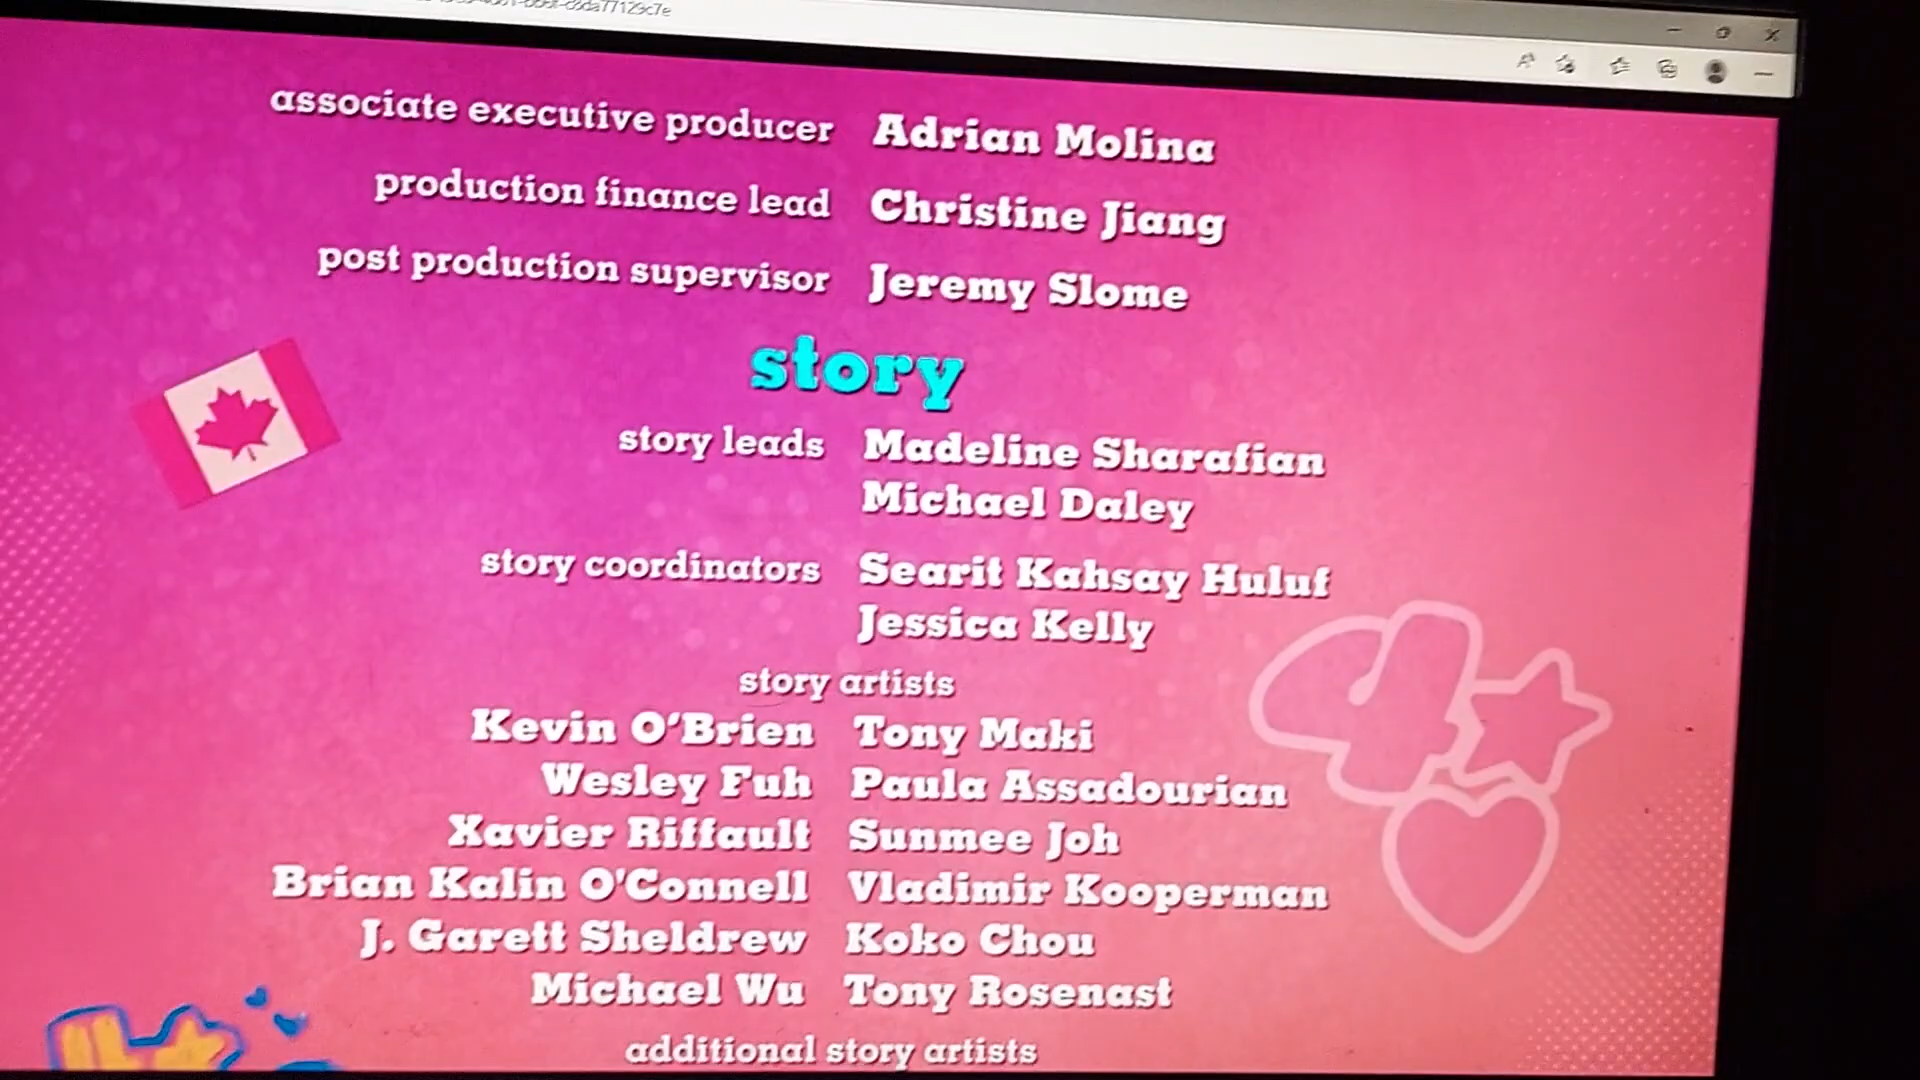 c9da77129c7e
associate executive producer Adrian Molina
production finance lead Christine Jiang
post production supervisor Jeremy Slome
story
story leads Madeline Sharafian
Michael Daley
story coordinators Searit Kahsay Huluf
Jessica Kelly
story artists
Kevin O'Brien Tony Maki
Wesley Fuh Paula Assadourian
Xavier Riffault Sunmee Joh
Brian Kalin O'Connell Vladimir Kooperman
J. Garett Sheldrew Koko Chou
Michael Wu Tony Rosenast
additional story artists
4